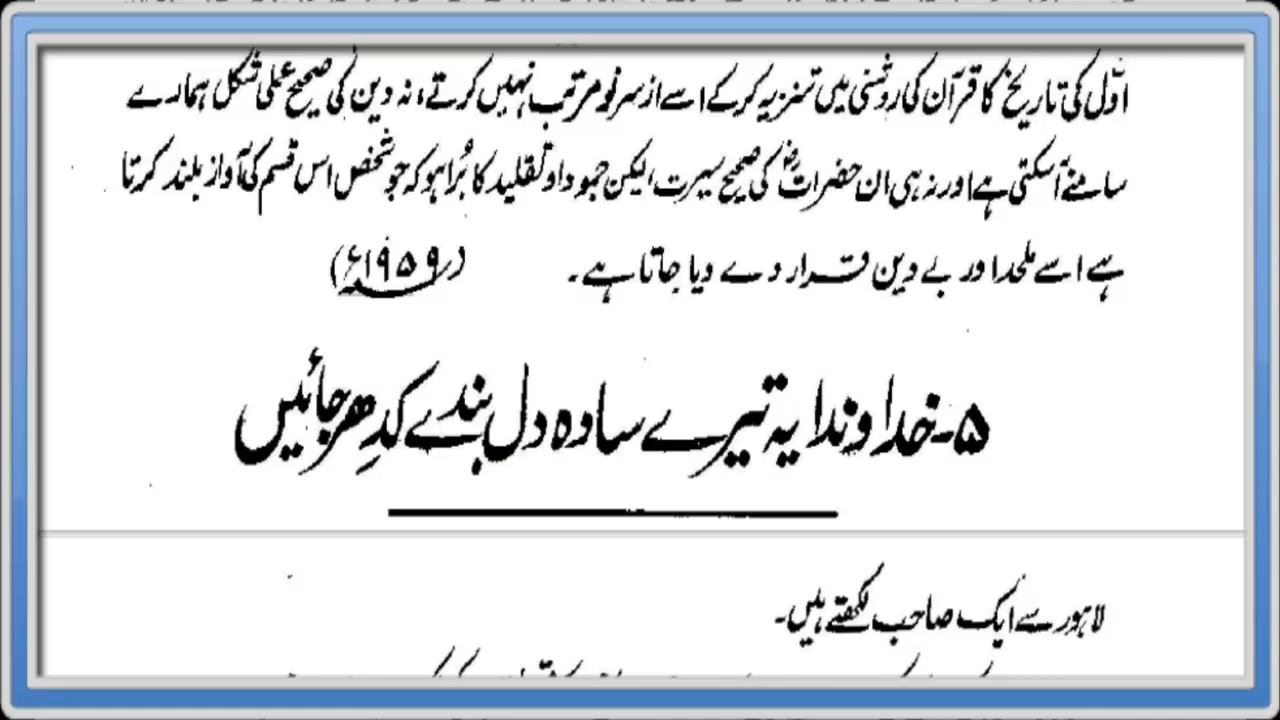 اوّل کی تاریخ کا قرآن کی روشنی میں تنزیہ کر کے اسے از سرِ نو مرتب نہیں کرتے، نہ دین کی صحیح عملی شکل ہمارے
سامنے آسکتی ہے اور نہ ہی ان حضراتؓ کی صحیح سیرت لیکن جمود و تقلید کا بُرا ہو کہ جو شخص اس قسم کی آواز بلند کرتا
ہے اسے ملحد اور بے دین قرار دے دیا جاتا ہے۔ (۱۹۵۹ء)
۵۔ خداوندا یہ تیرے سادہ دل بندے کدِھر جائیں
لاہور سے ایک صاحب لکھتے ہیں۔